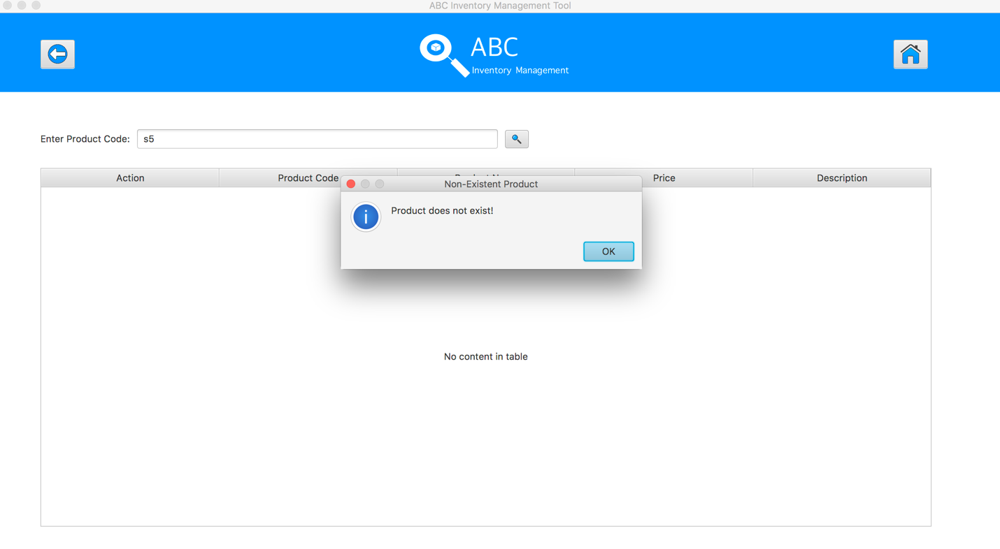 ABC Inventory Management Tool
ABC
Inventory Management
Enter Product Code: s5
Action Product Code Price Description
Non-Existent Product
Product does not exist!
OK
No content in table